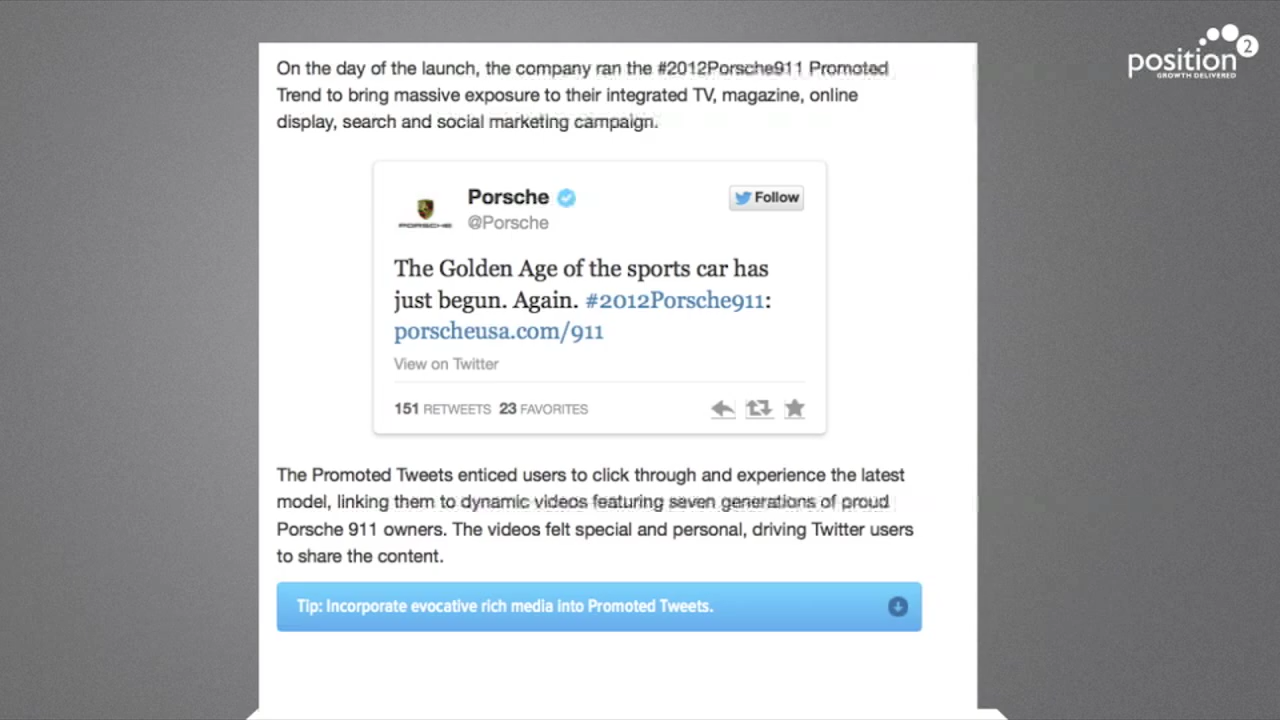 position2
GROWTH DELIVERED
On the day of the launch, the company ran the #2012Porsche911 Promoted
Trend to bring massive exposure to their integrated TV, magazine, online
display, search and social marketing campaign.
PORSCHE
Porsche
@Porsche
Follow
The Golden Age of the sports car has
just begun. Again. #2012Porsche911:
porscheusa.com/911
View on Twitter
151 RETWEETS 23 FAVORITES
The Promoted Tweets enticed users to click through and experience the latest
model, linking them to dynamic videos featuring seven generations of proud
Porsche 911 owners. The videos felt special and personal, driving Twitter users
to share the content.
Tip: Incorporate evocative rich media into Promoted Tweets.